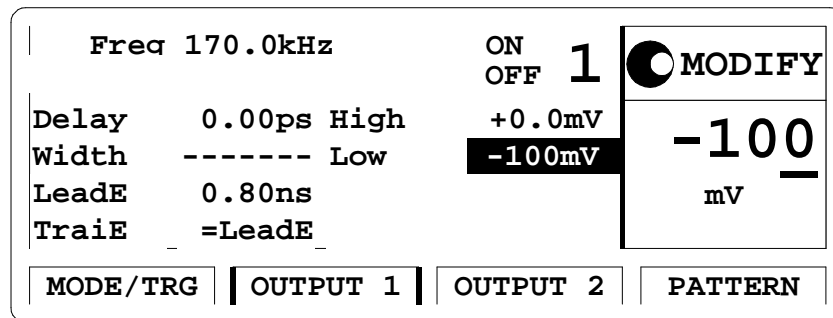 Freq 170.0kHz ON OFF 1 MODIFY
Delay 0.00ps High +0.0mV
Width ------- Low -100mV
-100
LeadE 0.80ns
mV
TraiE =LeadE
MODE/TRG OUTPUT 1 OUTPUT 2 PATTERN